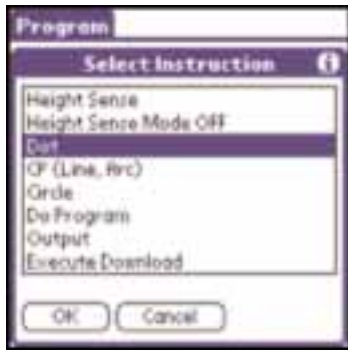 Program
Select Instruction
Height Sense
Height Sense Mode OFF
Dot
CP (Line, Arc)
Circle
Do Program
Output
Execute Download
OK
Cancel